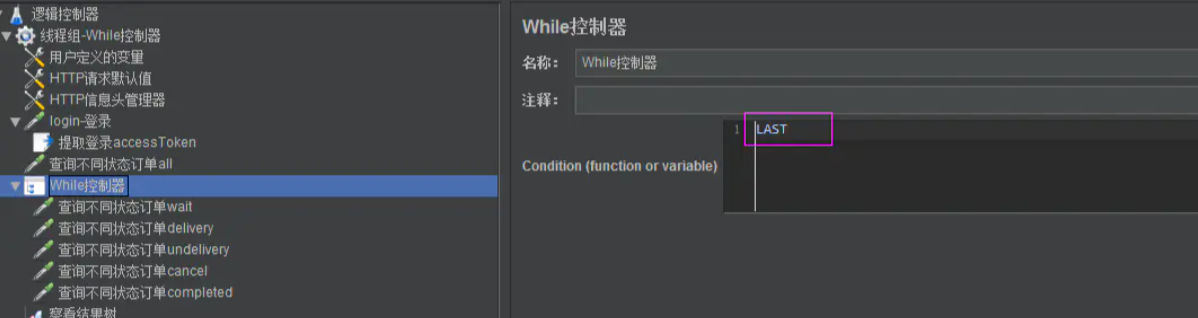 逻辑控制器
线程组-While控制器
用户定义的变量
HTTP请求默认值
HTTP信息头管理器
login-登录
提取登录accessToken
查询不同状态订单all
While控制器
查询不同状态订单wait
查询不同状态订单delivery
查询不同状态订单undelivery
查询不同状态订单cancel
查询不同状态订单completed
察看结果树
While控制器
名称： While控制器
注释：
1 LAST
Condition (function or variable)